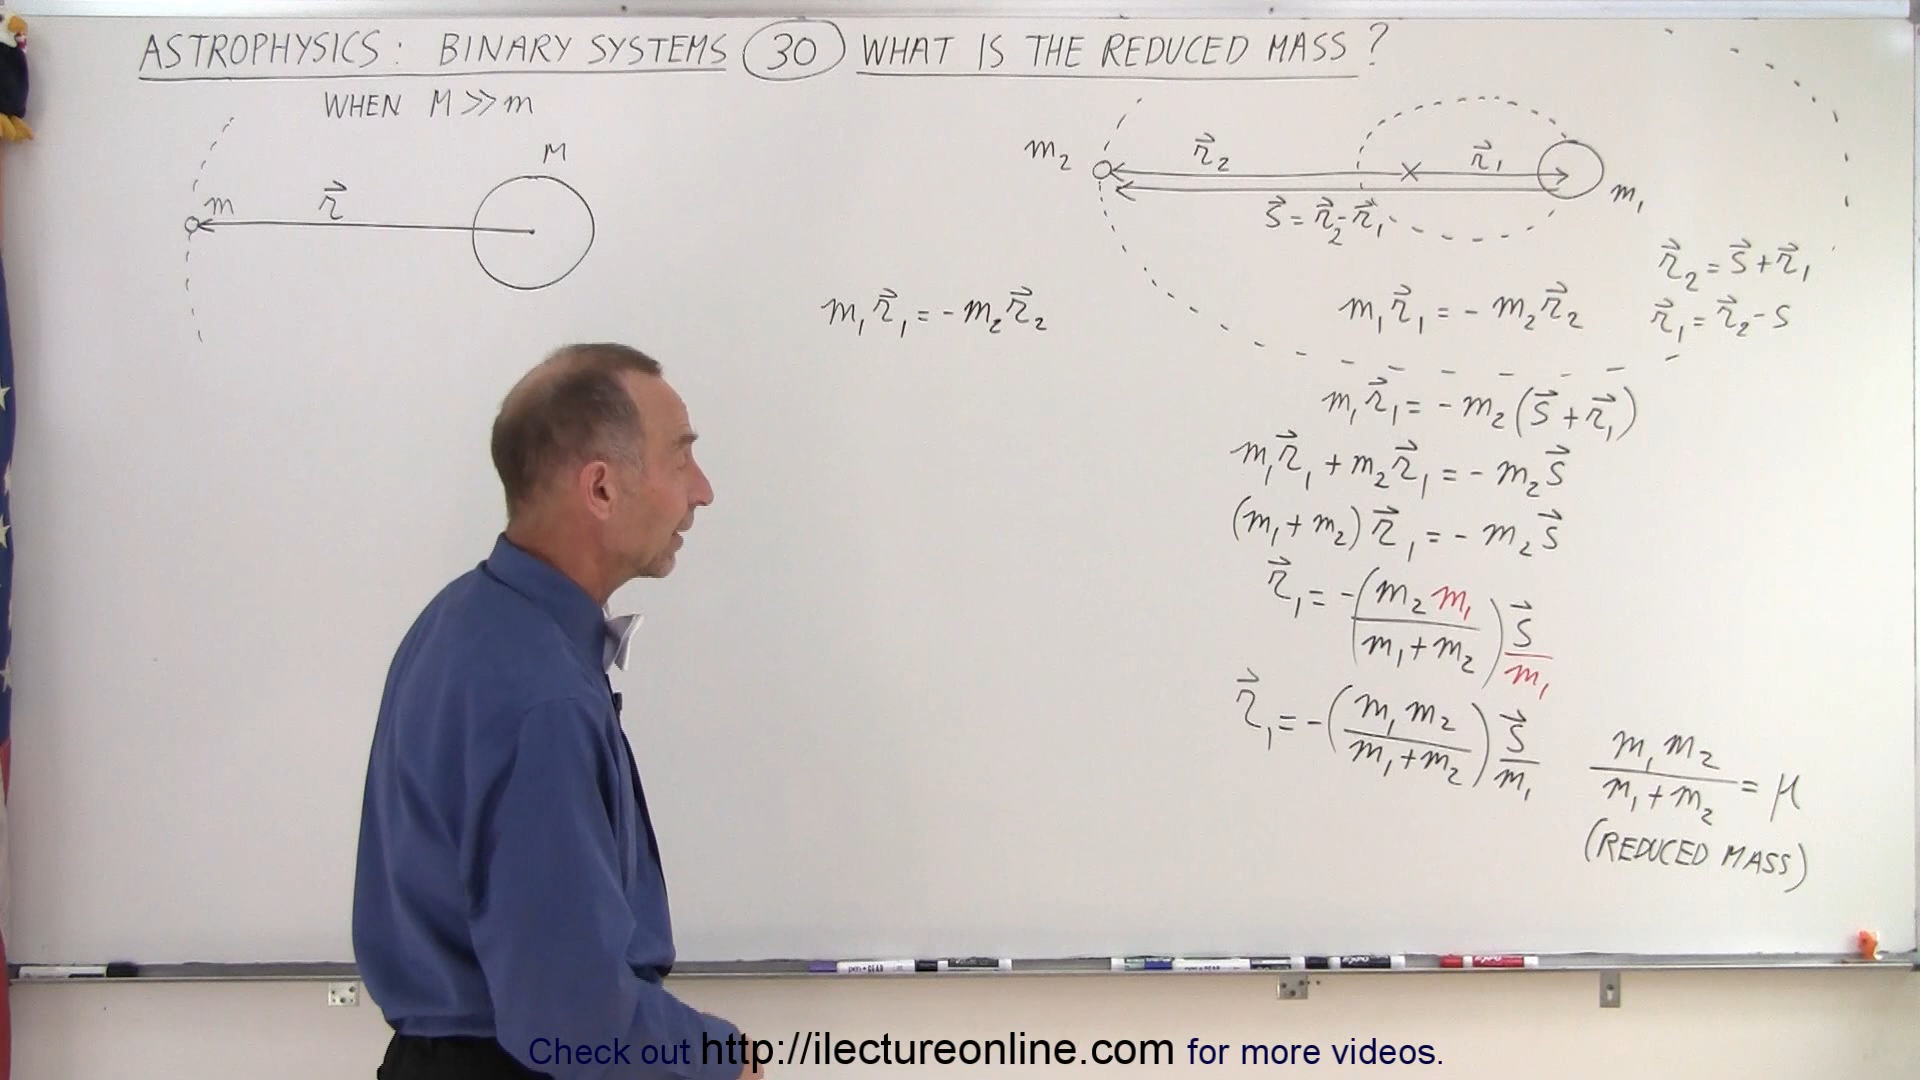 ASTROPHYSICS: BINARY SYSTEMS 30 WHAT IS THE REDUCED MASS?
WHEN M >> m
M
m
r⃗
m₂
r⃗₂
r⃗₁
m₁
s⃗ = r⃗₂ - r⃗₁
r⃗₂ = s⃗ + r⃗₁
r⃗₁ = r⃗₂ - s
m₁r⃗₁ = - m₂r⃗₂
m₁r⃗₁ = - m₂r⃗₂
m₁r⃗₁ = - m₂(s⃗ + r⃗₁)
m₁r⃗₁ + m₂r⃗₁ = - m₂s⃗
(m₁ + m₂) r⃗₁ = - m₂s⃗
r⃗₁ = -(m₂m₁ / m₁ + m₂) s⃗ / m₁
r⃗₁ = -(m₁m₂ / m₁ + m₂) s⃗ / m₁
m₁m₂ / m₁ + m₂ = μ
(REDUCED MASS)
Check out http://ilectureonline.com for more videos.